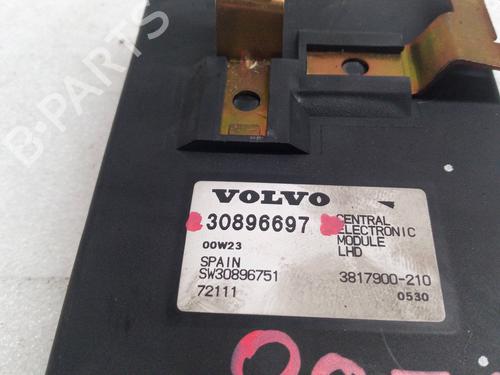 B-PARTS
VOLVO
30896697
CENTRAL
ELECTRONIC
MODULE
LHD
00W23
SPAIN
SW30896751
3817900-210
72111
0530